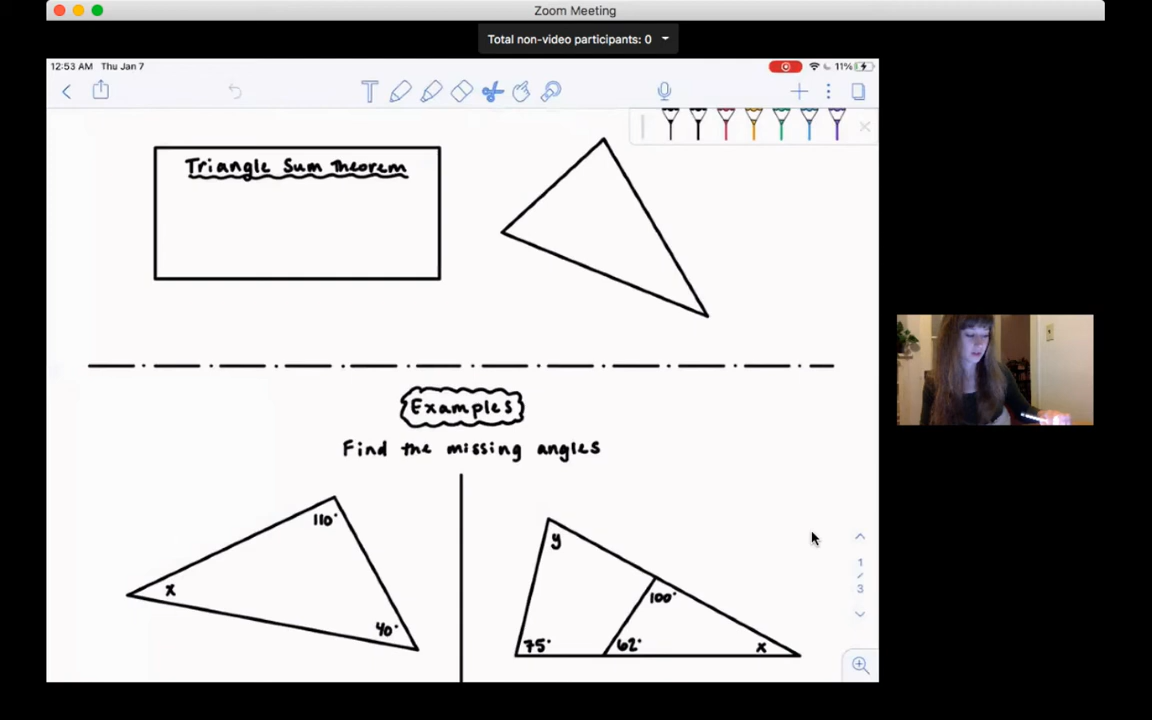 Zoom Meeting
Total non-video participants: 0
12:53 AM Thu Jan 7
11%
T
Triangle Sum Theorem
Examples
Find the missing angles
110°
x
40°
y
100°
75°
62°
x
1
/
3